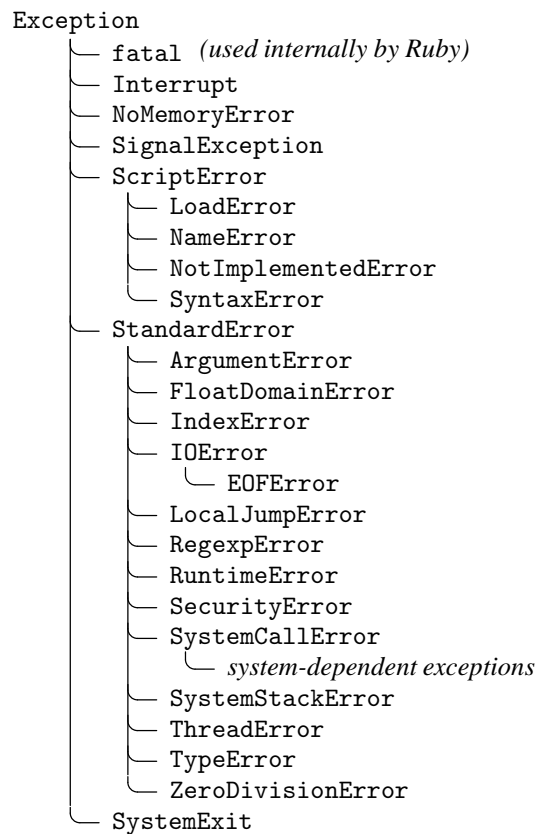 Exception
fatal (used internally by Ruby)
Interrupt
NoMemoryError
SignalException
ScriptError
LoadError
NameError
NotImplementedError
SyntaxError
StandardError
ArgumentError
FloatDomainError
IndexError
IOError
EOFError
LocalJumpError
RegexpError
RuntimeError
SecurityError
SystemCallError
system-dependent exceptions
SystemStackError
ThreadError
TypeError
ZeroDivisionError
SystemExit